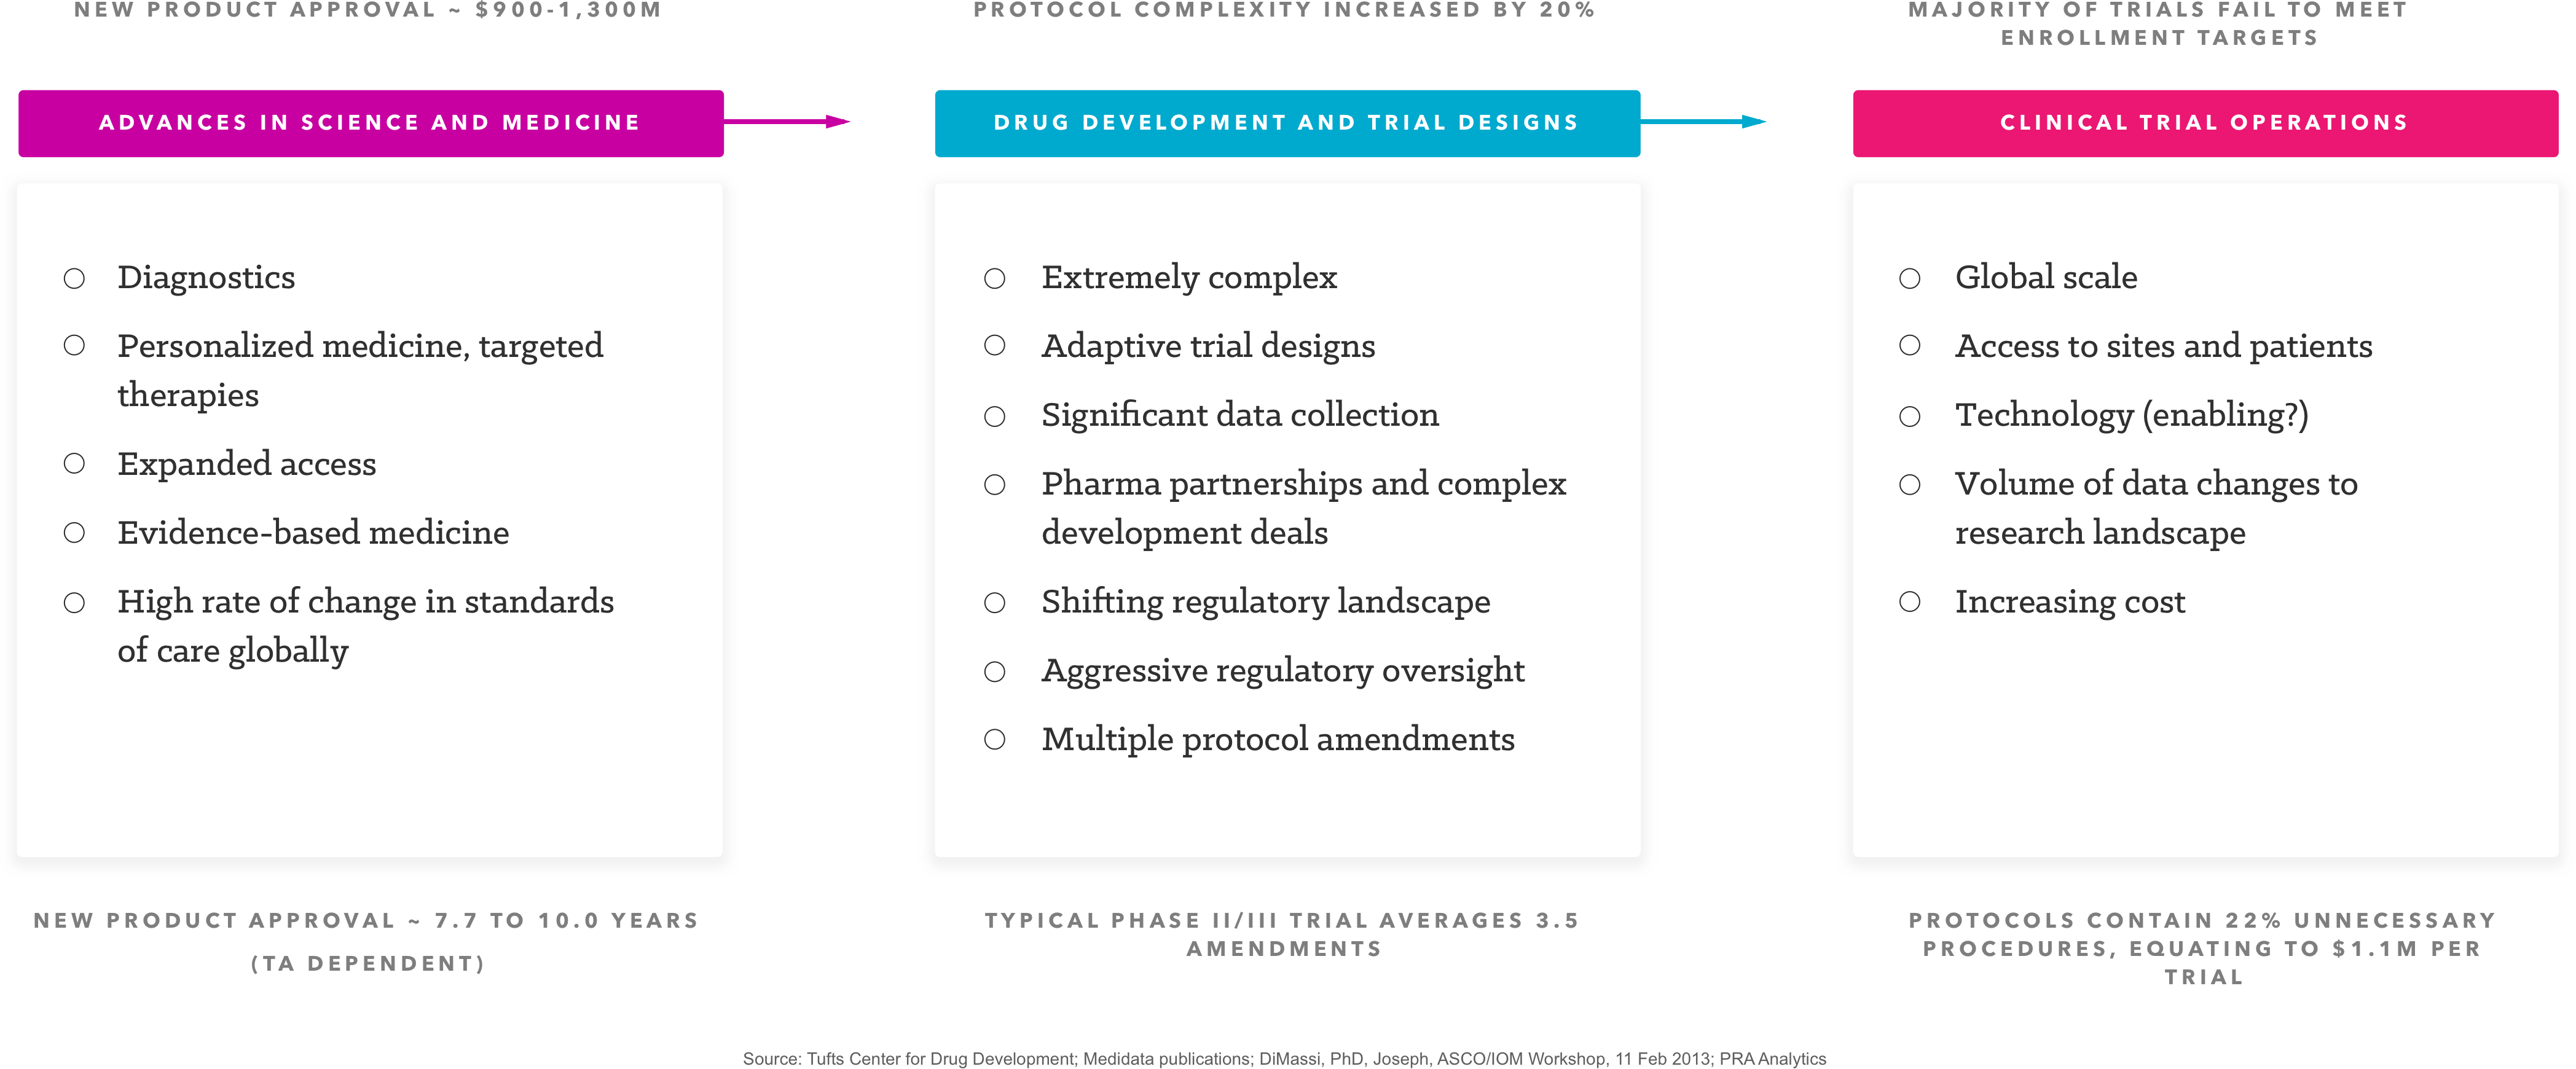 NEW PRODUCT APPROVAL ~ $900-1,300M
PROTOCOL COMPLEXITY INCREASED BY 20%
MAJORITY OF TRIALS FAIL TO MEET
ENROLLMENT TARGETS
ADVANCES IN SCIENCE AND MEDICINE
Diagnostics
Personalized medicine, targeted
therapies
Expanded access
Evidence-based medicine
High rate of change in standards
of care globally
NEW PRODUCT APPROVAL ~ 7.7 TO 10.0 YEARS
(TA DEPENDENT)
DRUG DEVELOPMENT AND TRIAL DESIGNS
Extremely complex
Adaptive trial designs
Significant data collection
Pharma partnerships and complex
development deals
Shifting regulatory landscape
Aggressive regulatory oversight
Multiple protocol amendments
TYPICAL PHASE II/III TRIAL AVERAGES 3.5
AMENDMENTS
CLINICAL TRIAL OPERATIONS
Global scale
Access to sites and patients
Technology (enabling?)
Volume of data changes to
research landscape
Increasing cost
PROTOCOLS CONTAIN 22% UNNECESSARY
PROCEDURES, EQUATING TO $1.1M PER
TRIAL
Source: Tufts Center for Drug Development; Medidata publications; DiMassi, PhD, Joseph, ASCO/IOM Workshop, 11 Feb 2013; PRA Analytics